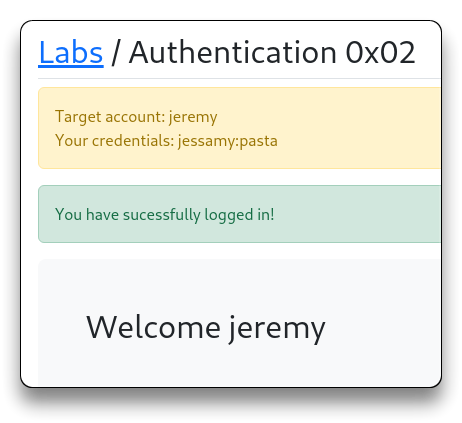 Labs / Authentication 0x02
Target account: jeremy
Your credentials: jessamy:pasta
You have sucessfully logged in!
Welcome jeremy